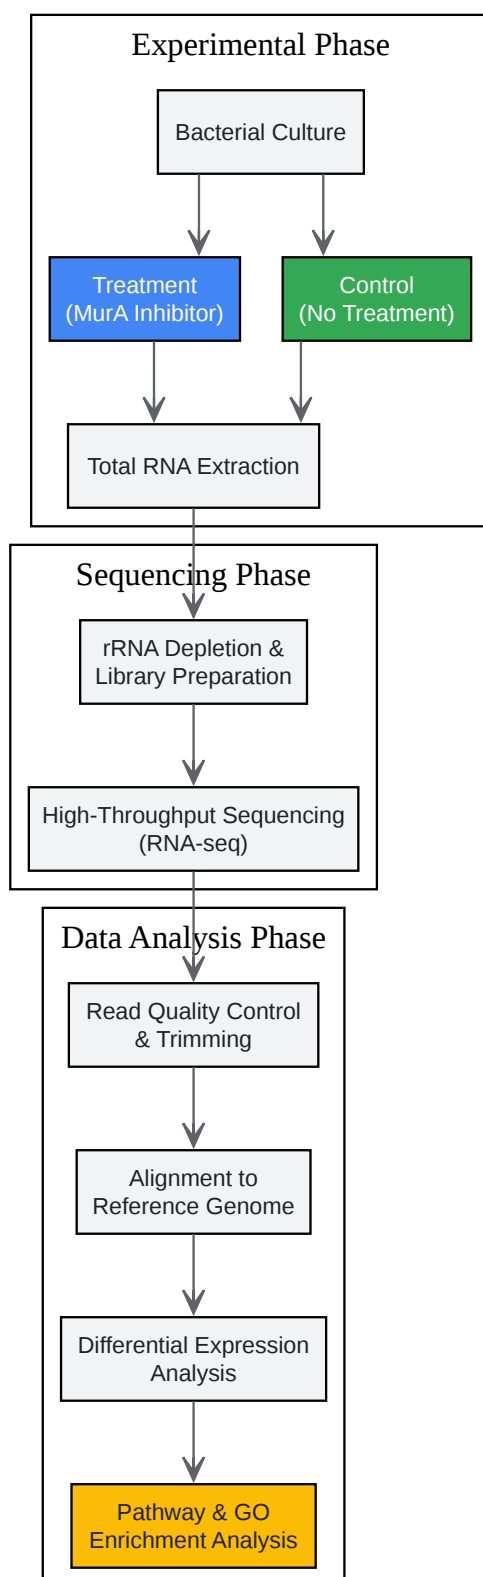 Experimental Phase
Bacterial Culture
Treatment
(MurA Inhibitor)
Control
(No Treatment)
Total RNA Extraction
Sequencing Phase
rRNA Depletion &
Library Preparation
High-Throughput Sequencing
(RNA-seq)
Data Analysis Phase
Read Quality Control
& Trimming
Alignment to
Reference Genome
Differential Expression
Analysis
Pathway & GO
Enrichment Analysis